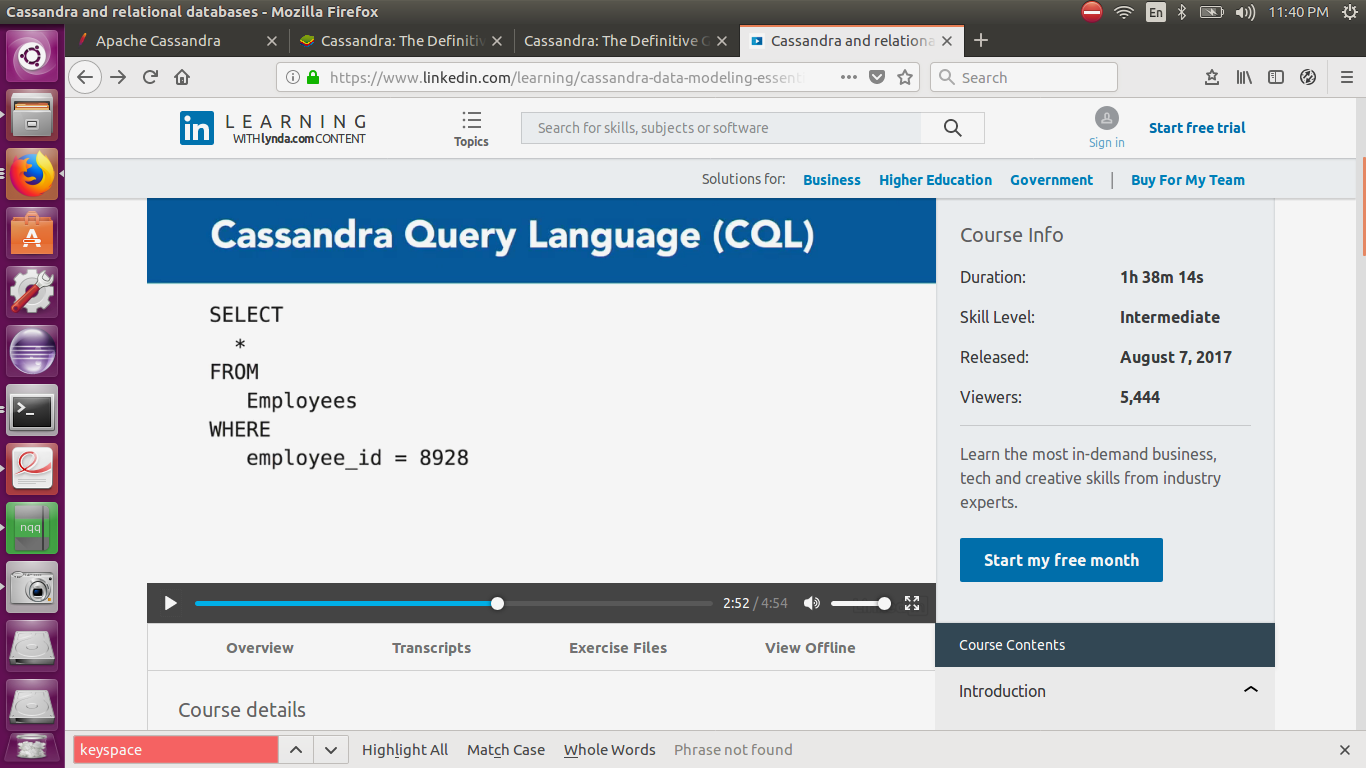 Cassandra and relational databases - Mozilla Firefox
En
11:40 PM
Apache Cassandra
Cassandra: The Definitiv
Cassandra: The Definitive G
Cassandra and relationa
https://www.linkedin.com/learning/cassandra-data-modeling-essent
Search
in LEARNING
WITH lynda.com CONTENT
Topics
Search for skills, subjects or software
Sign in
Start free trial
Solutions for:
Business
Higher Education
Government
|
Buy For My Team
Cassandra Query Language (CQL)
SELECT
*
FROM
Employees
WHERE
employee_id = 8928
2:52 / 4:54
Overview
Transcripts
Exercise Files
View Offline
Course details
Course Info
Duration: 1h 38m 14s
Skill Level: Intermediate
Released: August 7, 2017
Viewers: 5,444
Learn the most in-demand business,
tech and creative skills from industry
experts.
Start my free month
Course Contents
Introduction
nqq
keyspace
Highlight All
Match Case
Whole Words
Phrase not found